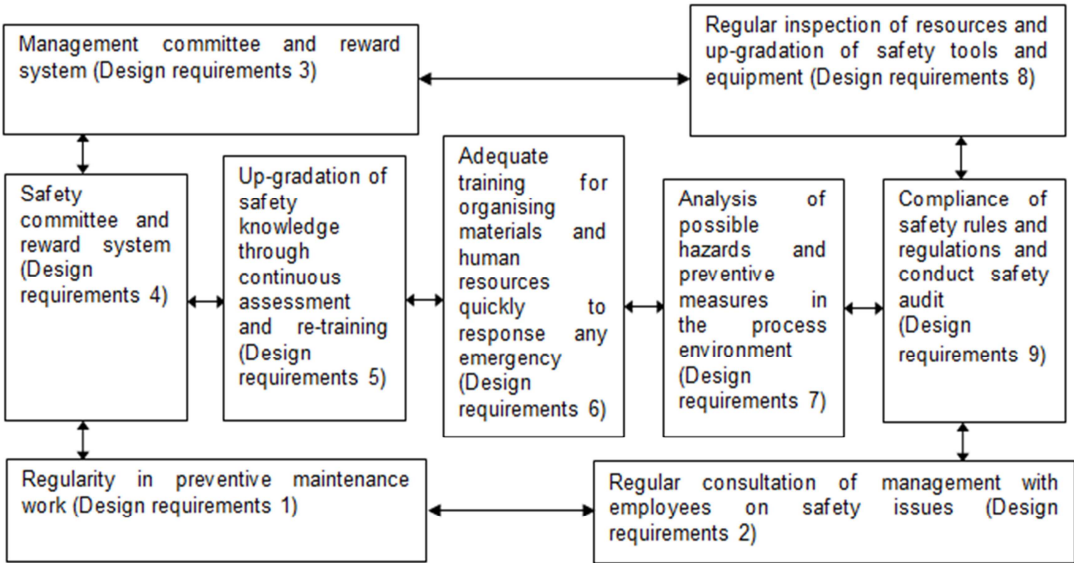 Management committee and reward
system (Design requirements 3)
Regular inspection of resources and
up-gradation of safety tools and
equipment (Design requirements 8)
Safety
committee and
reward system
(Design
requirements 4)
Up-gradation of
safety
knowledge
through
continuous
assessment
and re-training
(Design
requirements 5)
Adequate
training for
organising
materials and
human
resources
quickly to
response any
emergency
(Design
requirements 6)
Analysis of
possible
hazards and
preventive
measures in
the process
environment
(Design
requirements 7)
Compliance of
safety rules and
regulations and
conduct safety
audit
(Design
requirements 9)
Regularity in preventive maintenance
work (Design requirements 1)
Regular consultation of management with
employees on safety issues (Design
requirements 2)